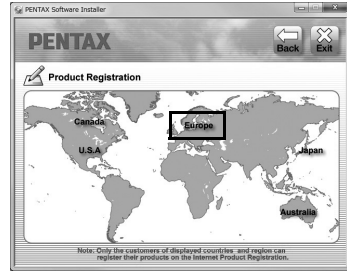 PENTAX Software Installer
PENTAX
Back
Exit
Product Registration
Canada
Europe
U.S.A
Japan
Australia
Note: Only the customers of displayed countries and region can
register their products on the Internet Product Registration.